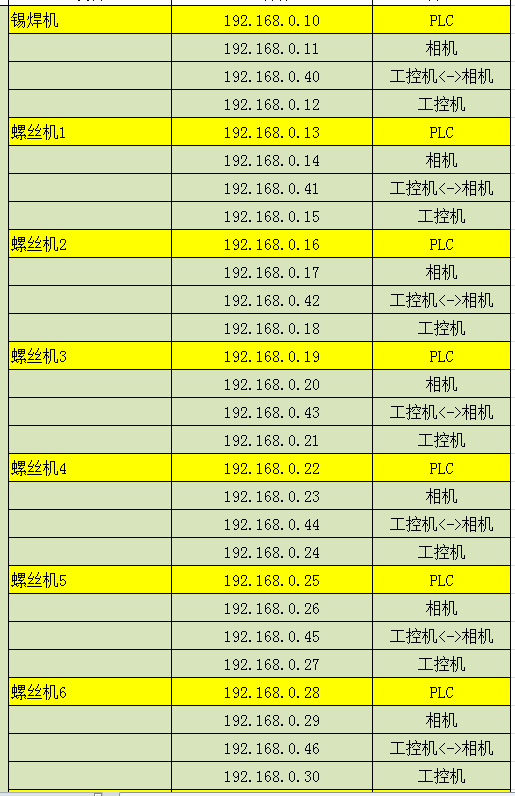 锡焊机 192.168.0.10 PLC
192.168.0.11 相机
192.168.0.40 工控机<->相机
192.168.0.12 工控机
螺丝机1 192.168.0.13 PLC
192.168.0.14 相机
192.168.0.41 工控机<->相机
192.168.0.15 工控机
螺丝机2 192.168.0.16 PLC
192.168.0.17 相机
192.168.0.42 工控机<->相机
192.168.0.18 工控机
螺丝机3 192.168.0.19 PLC
192.168.0.20 相机
192.168.0.43 工控机<->相机
192.168.0.21 工控机
螺丝机4 192.168.0.22 PLC
192.168.0.23 相机
192.168.0.44 工控机<->相机
192.168.0.24 工控机
螺丝机5 192.168.0.25 PLC
192.168.0.26 相机
192.168.0.45 工控机<->相机
192.168.0.27 工控机
螺丝机6 192.168.0.28 PLC
192.168.0.29 相机
192.168.0.46 工控机<->相机
192.168.0.30 工控机